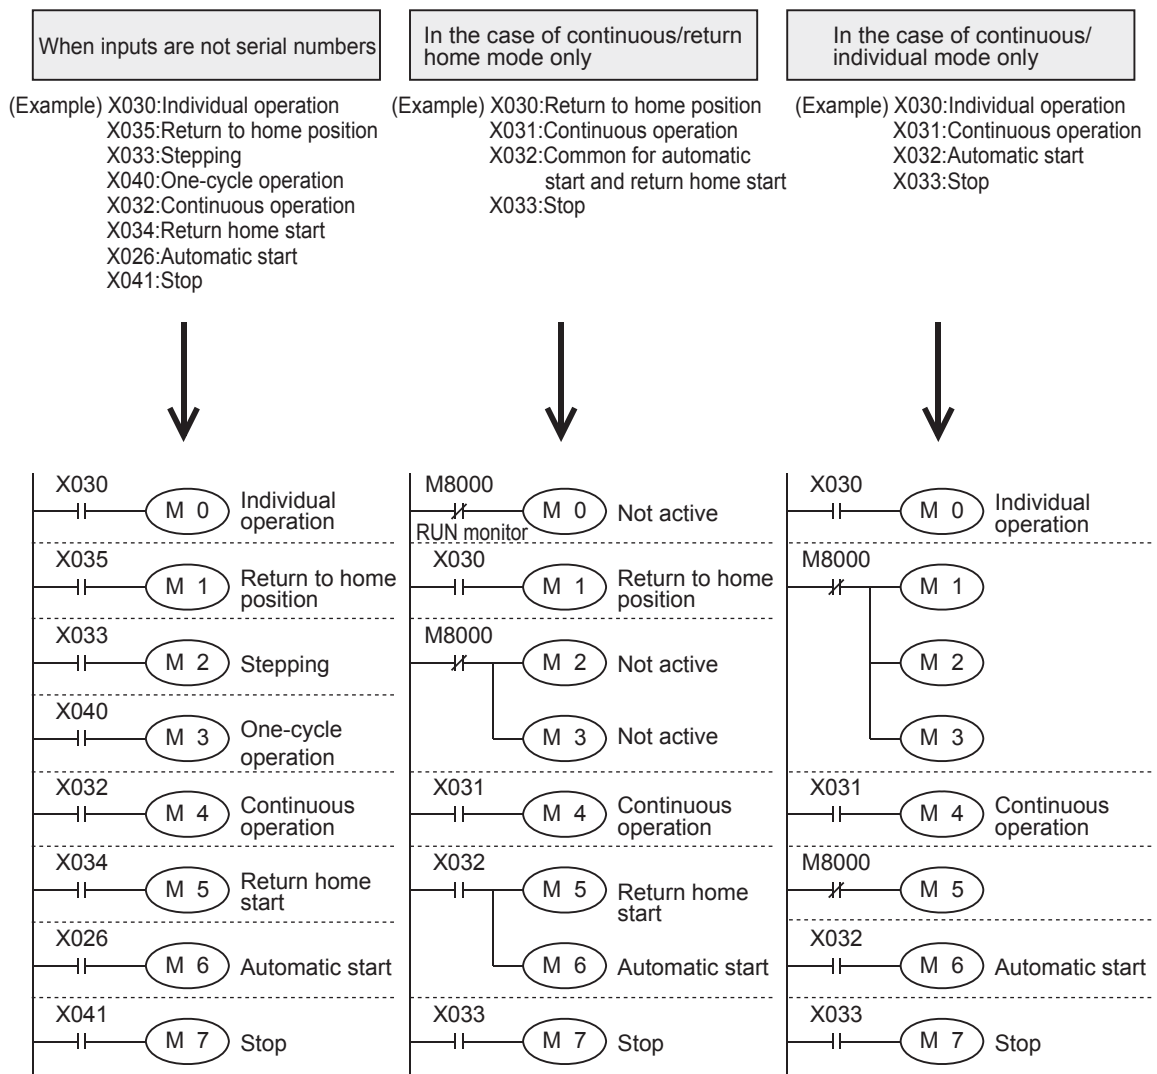 When inputs are not serial numbers
(Example) X030:Individual operation
X035:Return to home position
X033:Stepping
X040:One-cycle operation
X032:Continuous operation
X034:Return home start
X026:Automatic start
X041:Stop
X030
M 0
Individual
operation
X035
M 1
Return to home
position
X033
M 2
Stepping
X040
M 3
One-cycle
operation
X032
M 4
Continuous
operation
X034
M 5
Return home
start
X026
M 6
Automatic start
X041
M 7
Stop
In the case of continuous/return
home mode only
(Example) X030:Return to home position
X031:Continuous operation
X032:Common for automatic
start and return home start
X033:Stop
M8000
M 0
Not active
RUN monitor
X030
M 1
Return to home
position
M8000
M 2
Not active
M 3
Not active
X031
M 4
Continuous
operation
X032
M 5
Return home
start
M 6
Automatic start
X033
M 7
Stop
In the case of continuous/
individual mode only
(Example) X030:Individual operation
X031:Continuous operation
X032:Automatic start
X033:Stop
X030
M 0
Individual
operation
M8000
M 1
M 2
M 3
X031
M 4
Continuous
operation
M8000
M 5
X032
M 6
Automatic start
X033
M 7
Stop